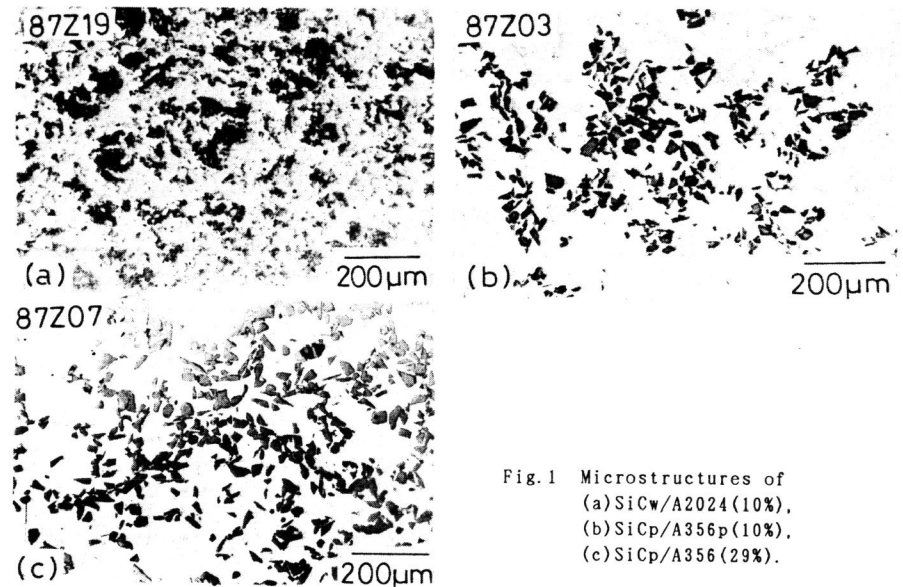 87Z19
200μm
(a)
87Z03
200μm
(b)
87Z07
200μm
(c)
Fig.1 Microstructures of
(a)SiCw/A2024(10%),
(b)SiCp/A356p(10%),
(c)SiCp/A356(29%).